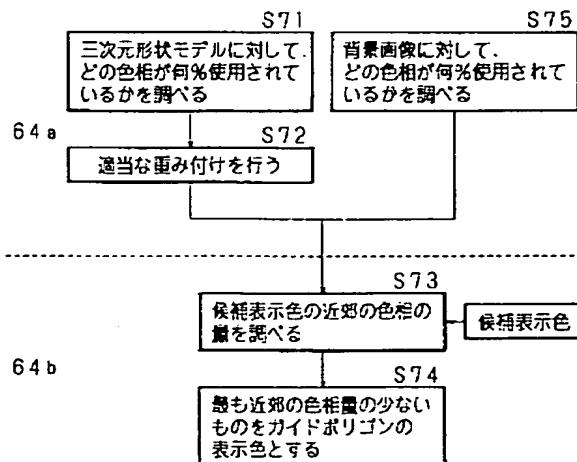 S71
三次元形状モデルに対して、
どの色相が何%使用されて
いるかを調べる
S75
背景画像に対して、
どの色相が何%使用されて
いるかを調べる
64a
S72
適当な重み付けを行う
S73
候補表示色の近郊の色相の
量を調べる
候補表示色
64b
S74
最も近郊の色相量の少ない
ものをガイドポリゴンの
表示色とする